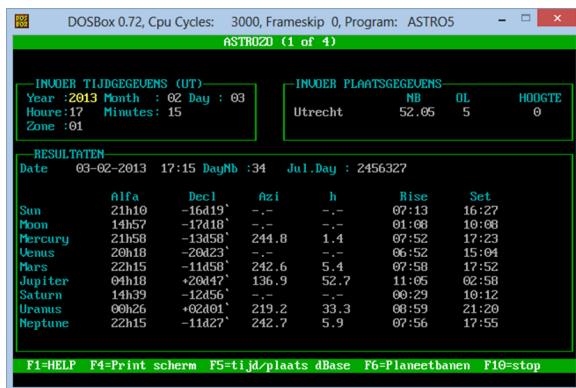 DOSBox 0.72, Cpu Cycles: 3000, Frameskip 0, Program: ASTRO5
ASTROZO (1 of 4)
INVOER TIJDGEGEVENS (UT)
Year :2013 Month : 02 Day : 03
Houre:17 Minutes: 15
Zone :01
INVOER PLAATSGEGEVENS
NB OL HOOGTE
Utrecht 52.05 5 0
RESULTATEN
Date 03-02-2013 17:15 DayNb :34 Jul.Day : 2456327
Alfa Decl Azi h Rise Set
Sun 21h10 -16d19` -.- -.- 07:13 16:27
Moon 14h57 -17d18` -.- -.- 01:08 10:08
Mercury 21h58 -13d58` 244.8 1.4 07:52 17:23
Venus 20h18 -20d23` -.- -.- 06:52 15:04
Mars 22h15 -11d58` 242.6 5.4 07:58 17:52
Jupiter 04h18 +20d47` 136.9 52.7 11:05 02:58
Saturn 14h39 -12d56` -.- -.- 00:29 10:12
Uranus 00h26 +02d01` 219.2 33.3 08:59 21:20
Neptune 22h15 -11d27` 242.7 5.9 07:56 17:55
F1=HELP F4=Print scherm F5=tijd/plaats dBase F6=Planeetbanen F10=stop